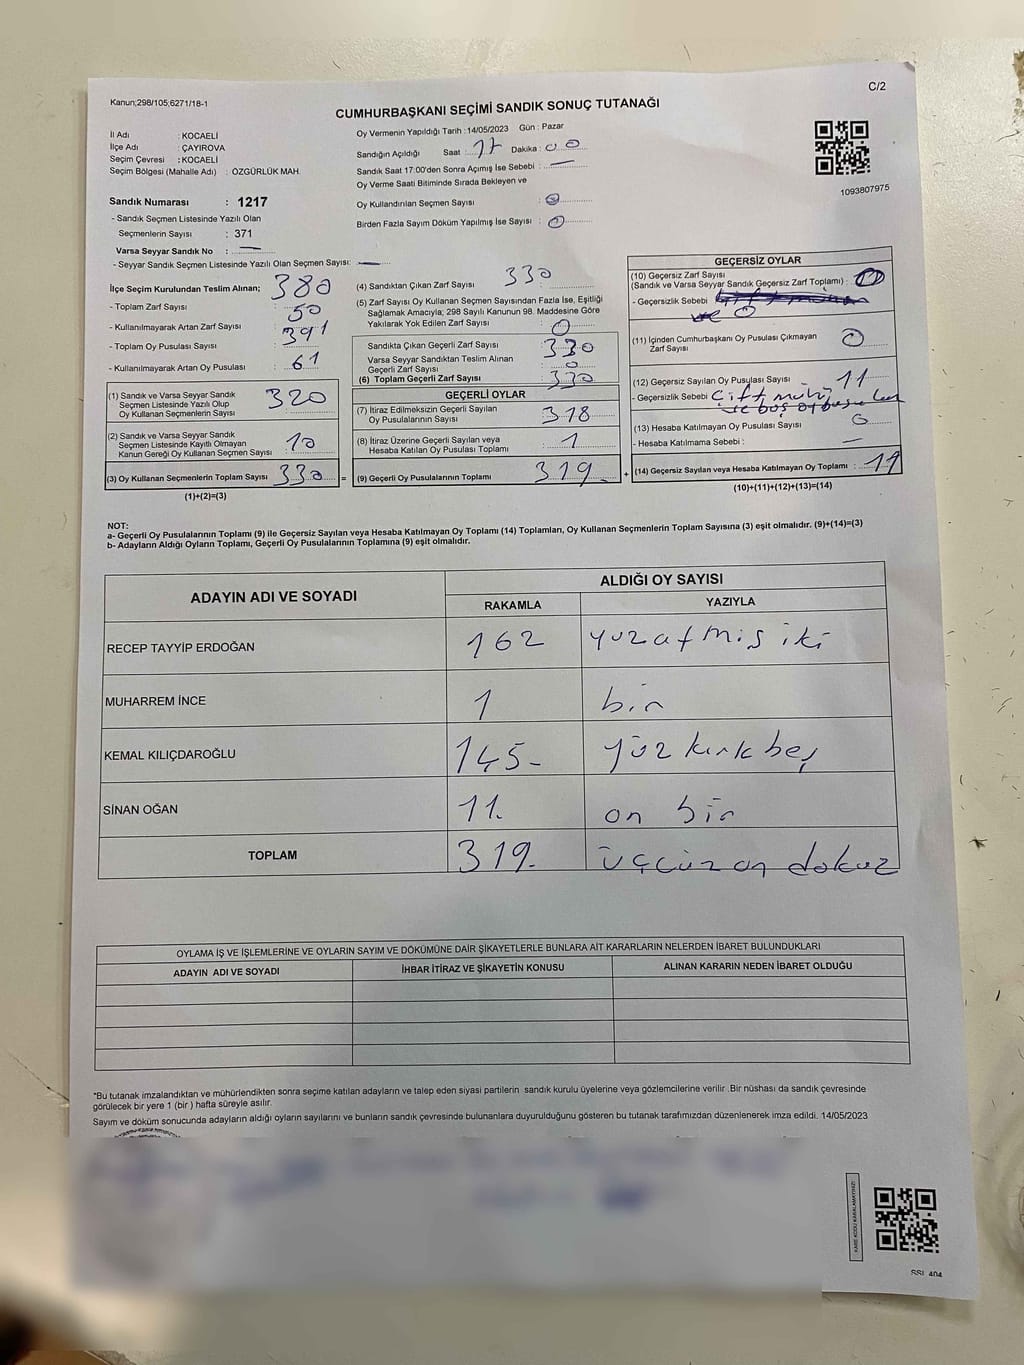 Kanun;298/105;6271/18-1
C/2
CUMHURBAŞKANI SEÇİMİ SANDIK SONUÇ TUTANAĞI
İl Adı : KOCAELİ
İlçe Adı : ÇAYIROVA
Seçim Çevresi : KOCAELİ
Seçim Bölgesi (Mahalle Adı) : ÖZGÜRLÜK MAH.
Sandık Numarası : 1217
- Sandık Seçmen Listesinde Yazılı Olan
Seçmenlerin Sayısı : 371
Varsa Seyyar Sandık No : —
- Seyyar Sandık Seçmen Listesinde Yazılı Olan Seçmen Sayısı: —
Oy Vermenin Yapıldığı Tarih :14/05/2023 Gün : Pazar
Sandığın Açıldığı Saat : 17 Dakika : 00
Sandık Saat 17:00'den Sonra Açımış İse Sebebi : —
Oy Verme Saati Bitiminde Sırada Bekleyen ve
Oy Kullandırılan Seçmen Sayısı : 0
Birden Fazla Sayım Döküm Yapılmış İse Sayısı : 0
1093807975
İlçe Seçim Kurulundan Teslim Alınan; 380
- Toplam Zarf Sayısı : 50
- Kullanılmayarak Artan Zarf Sayısı : 391
- Toplam Oy Pusulası Sayısı
- Kullanılmayarak Artan Oy Pusulası : 61
(1) Sandık ve Varsa Seyyar Sandık
Seçmen Listesinde Yazılı Olup
Oy Kullanan Seçmenlerin Sayısı 320
(2) Sandık ve Varsa Seyyar Sandık
Seçmen Listesinde Kayıtlı Olmayan
Kanun Gereği Oy Kullanan Seçmen Sayısı 10
(3) Oy Kullanan Seçmenlerin Toplam Sayısı 330 =
(1)+(2)=(3)
(4) Sandıktan Çıkan Zarf Sayısı 330
(5) Zarf Sayısı Oy Kullanan Seçmen Sayısından Fazla İse, Eşitliği
Sağlamak Amacıyla; 298 Sayılı Kanunun 98. Maddesine Göre
Yakılarak Yok Edilen Zarf Sayısı : 0
Sandıkta Çıkan Geçerli Zarf Sayısı : 330
Varsa Seyyar Sandıktan Teslim Alınan
Geçerli Zarf Sayısı : 0
(6) Toplam Geçerli Zarf Sayısı : 330
GEÇERLİ OYLAR
(7) İtiraz Edilmeksizin Geçerli Sayılan
Oy Pusulalarının Sayısı : 318
(8) İtiraz Üzerine Geçerli Sayılan veya
Hesaba Katılan Oy Pusulası Toplamı : 1
(9) Geçerli Oy Pusulalarının Toplamı 319 +
GEÇERSİZ OYLAR
(10) Geçersiz Zarf Sayısı
(Sandık ve Varsa Seyyar Sandık Geçersiz Zarf Toplamı) : 0
- Geçersizlik Sebebi
0
(11) İçinden Cumhurbaşkanı Oy Pusulası Çıkmayan
Zarf Sayısı 0
(12) Geçersiz Sayılan Oy Pusulası Sayısı 11
- Geçersizlik Sebebi Çift mühür
ve boş oy
(13) Hesaba Katılmayan Oy Pusulası Sayısı 0
- Hesaba Katılmama Sebebi : —
(14) Geçersiz Sayılan veya Hesaba Katılmayan Oy Toplamı : 11
(10)+(11)+(12)+(13)=(14)
NOT:
a- Geçerli Oy Pusulalarının Toplamı (9) ile Geçersiz Sayılan veya Hesaba Katılmayan Oy Toplamı (14) Toplamları, Oy Kullanan Seçmenlerin Toplam Sayısına (3) eşit olmalıdır. (9)+(14)=(3)
b- Adayların Aldığı Oyların Toplamı, Geçerli Oy Pusulalarının Toplamına (9) eşit olmalıdır.
ADAYIN ADI VE SOYADI
ALDIĞI OY SAYISI
RAKAMLA YAZIYLA
RECEP TAYYİP ERDOĞAN 162 yüzatmış iki
MUHARREM İNCE 1 bir
KEMAL KILIÇDAROĞLU 145 yüz kırk beş
SİNAN OĞAN 11. on bir
TOPLAM 319. üççüz on dokuz
OYLAMA İŞ VE İŞLEMLERİNE VE OYLARIN SAYIM VE DÖKÜMÜNE DAİR ŞİKAYETLERLE BUNLARA AİT KARARLARIN NELERDEN İBARET BULUNDUKLARI
ADAYIN ADI VE SOYADI İHBAR İTİRAZ VE ŞİKAYETİN KONUSU ALINAN KARARIN NEDEN İBARET OLDUĞU
*Bu tutanak imzalandıktan ve mühürlendikten sonra seçime katılan adayların ve talep eden siyasi partilerin sandık kurulu üyelerine veya gözlemcilerine verilir .Bir nüshası da sandık çevresinde
görülecek bir yere 1 (bir ) hafta süreyle asılır.
Sayım ve döküm sonucunda adayların aldığı oyların sayılarını ve bunların sandık çevresinde bulunanlara duyurulduğunu gösteren bu tutanak tarafımızdan düzenlenerek imza edildi. 14/05/2023
KARE KODU KARALAMAYINIZ!